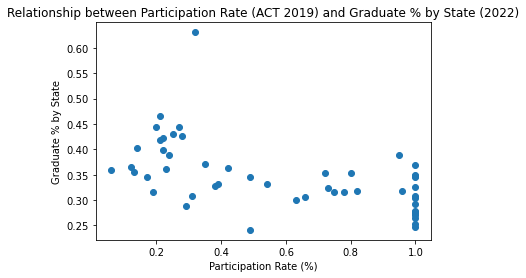 Relationship between Participation Rate (ACT 2019) and Graduate % by State (2022)
0.60
0.55
0.50
0.45
0.40
0.35
0.30
0.25
Graduate % by State
0.2 0.4 0.6 0.8 1.0
Participation Rate (%)